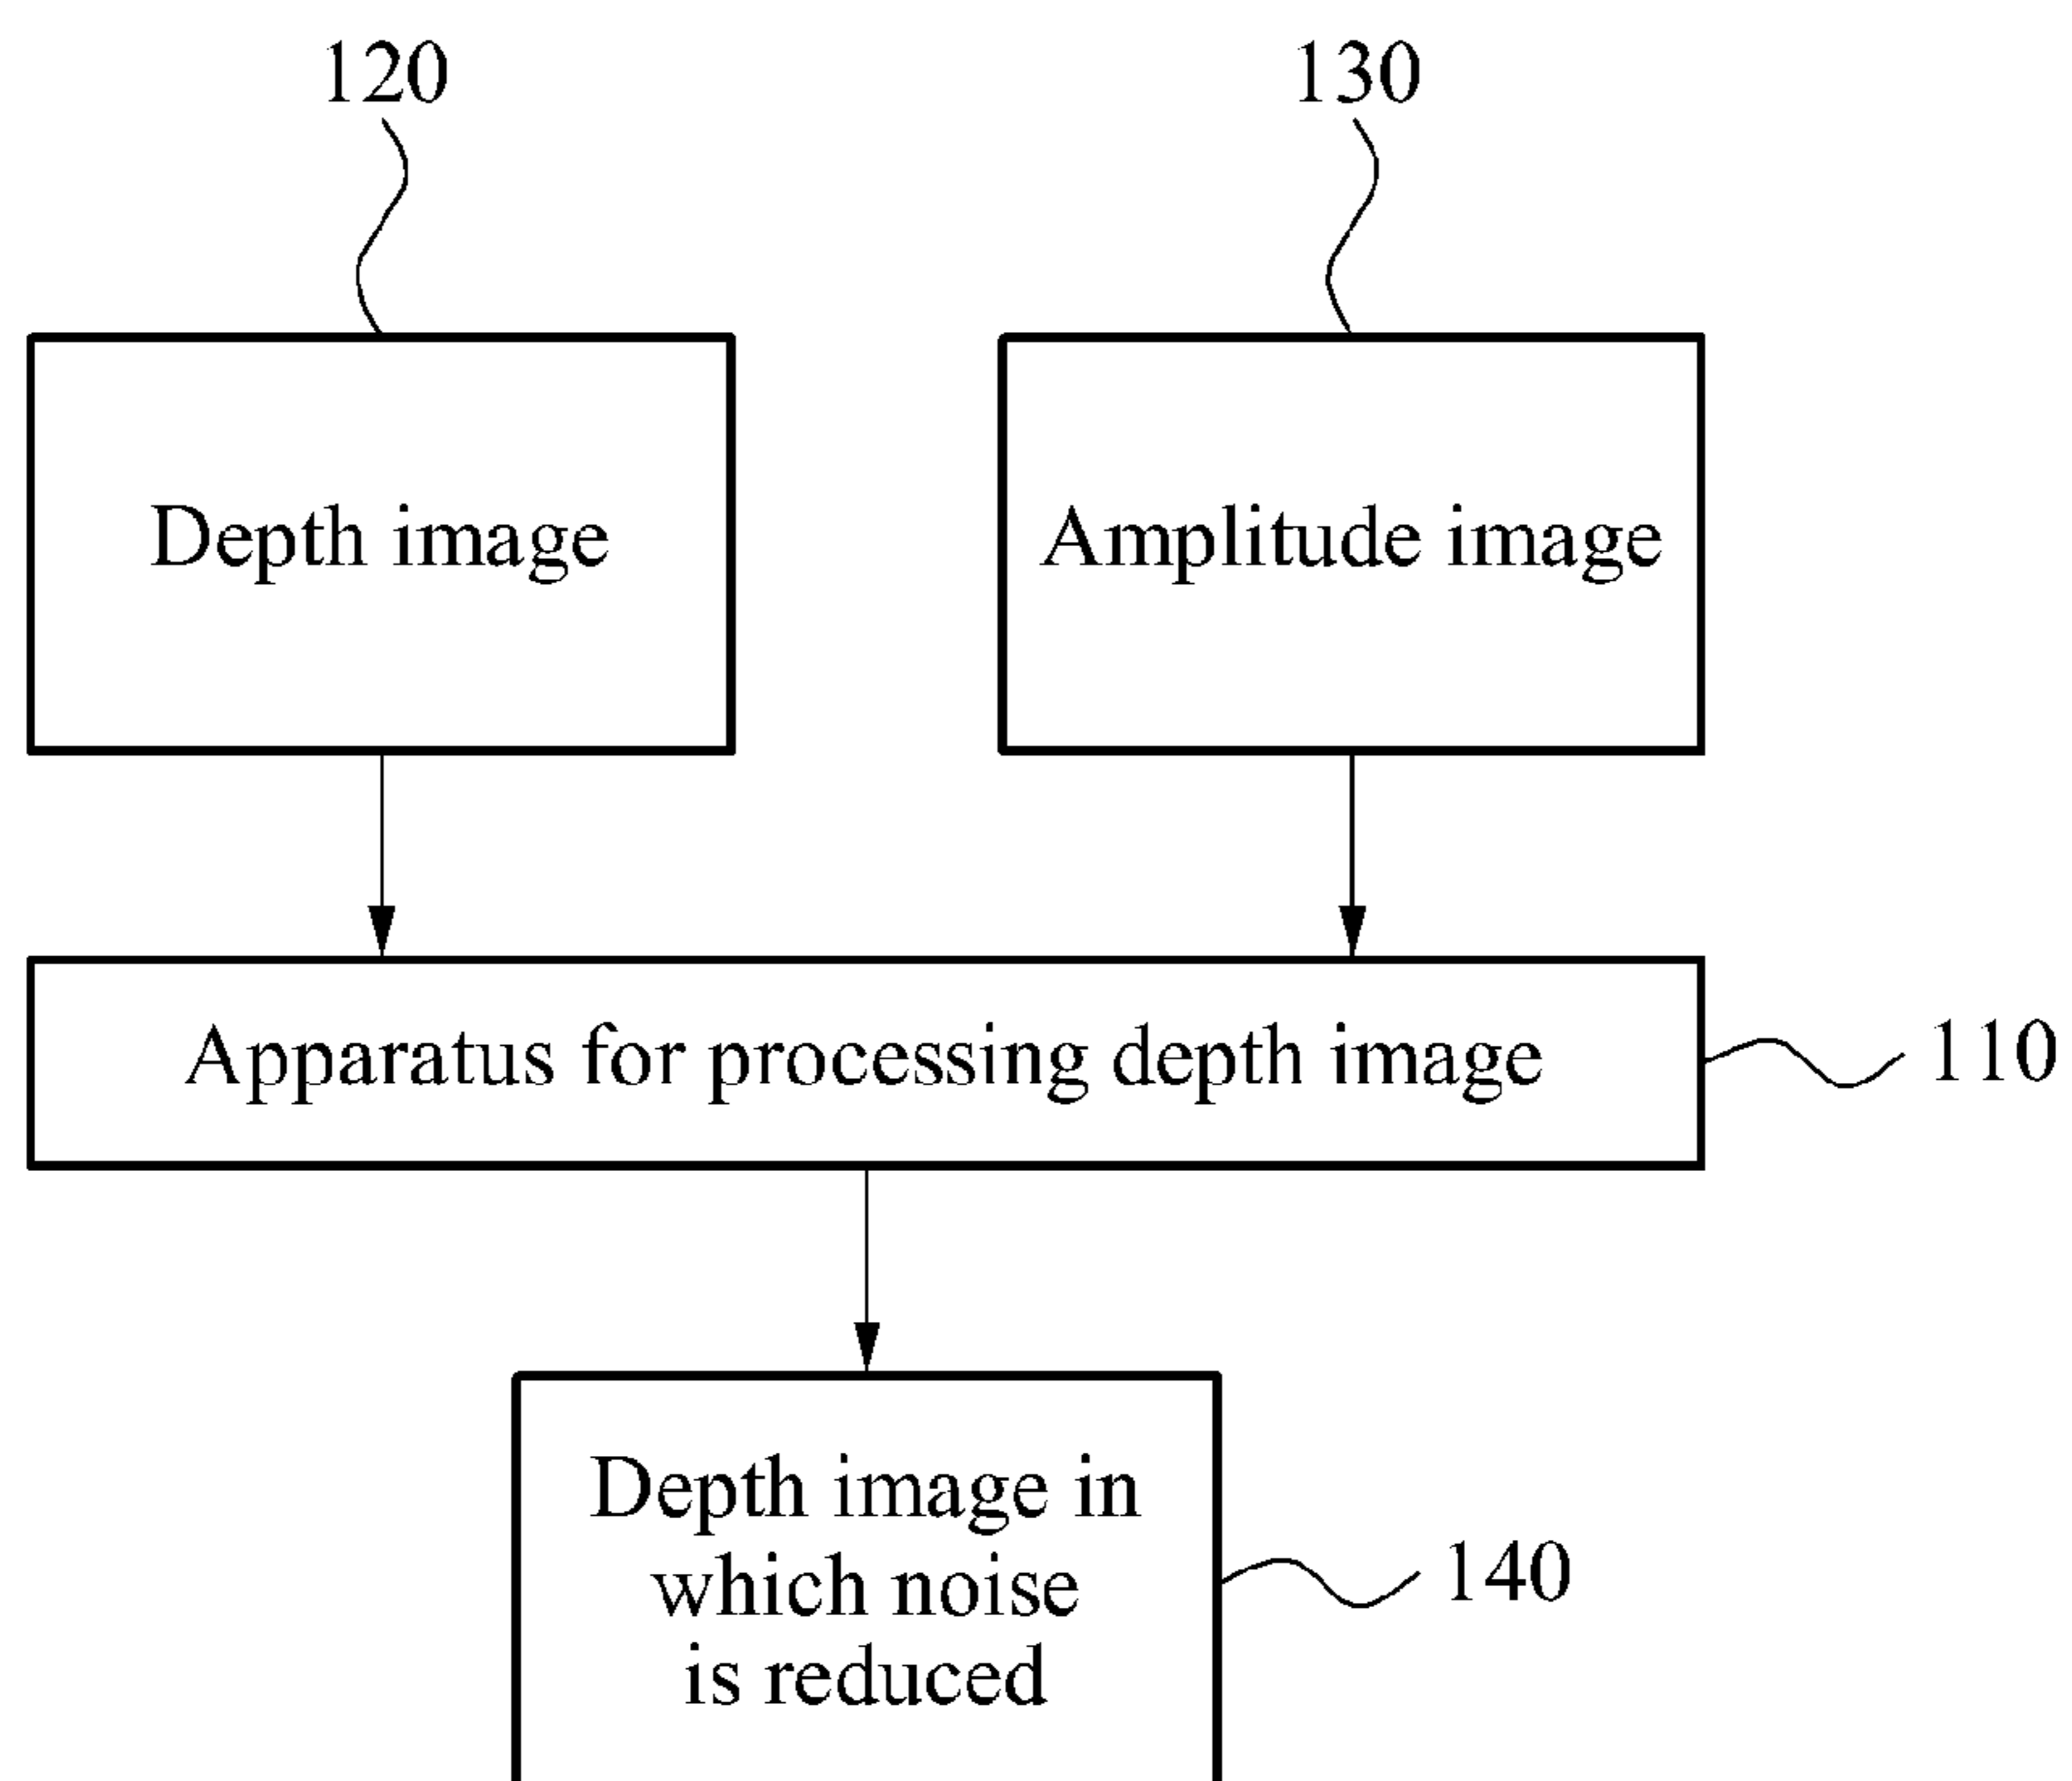 120
130
Depth image
Amplitude image
Apparatus for processing depth image
110
Depth image in
which noise
is reduced
140